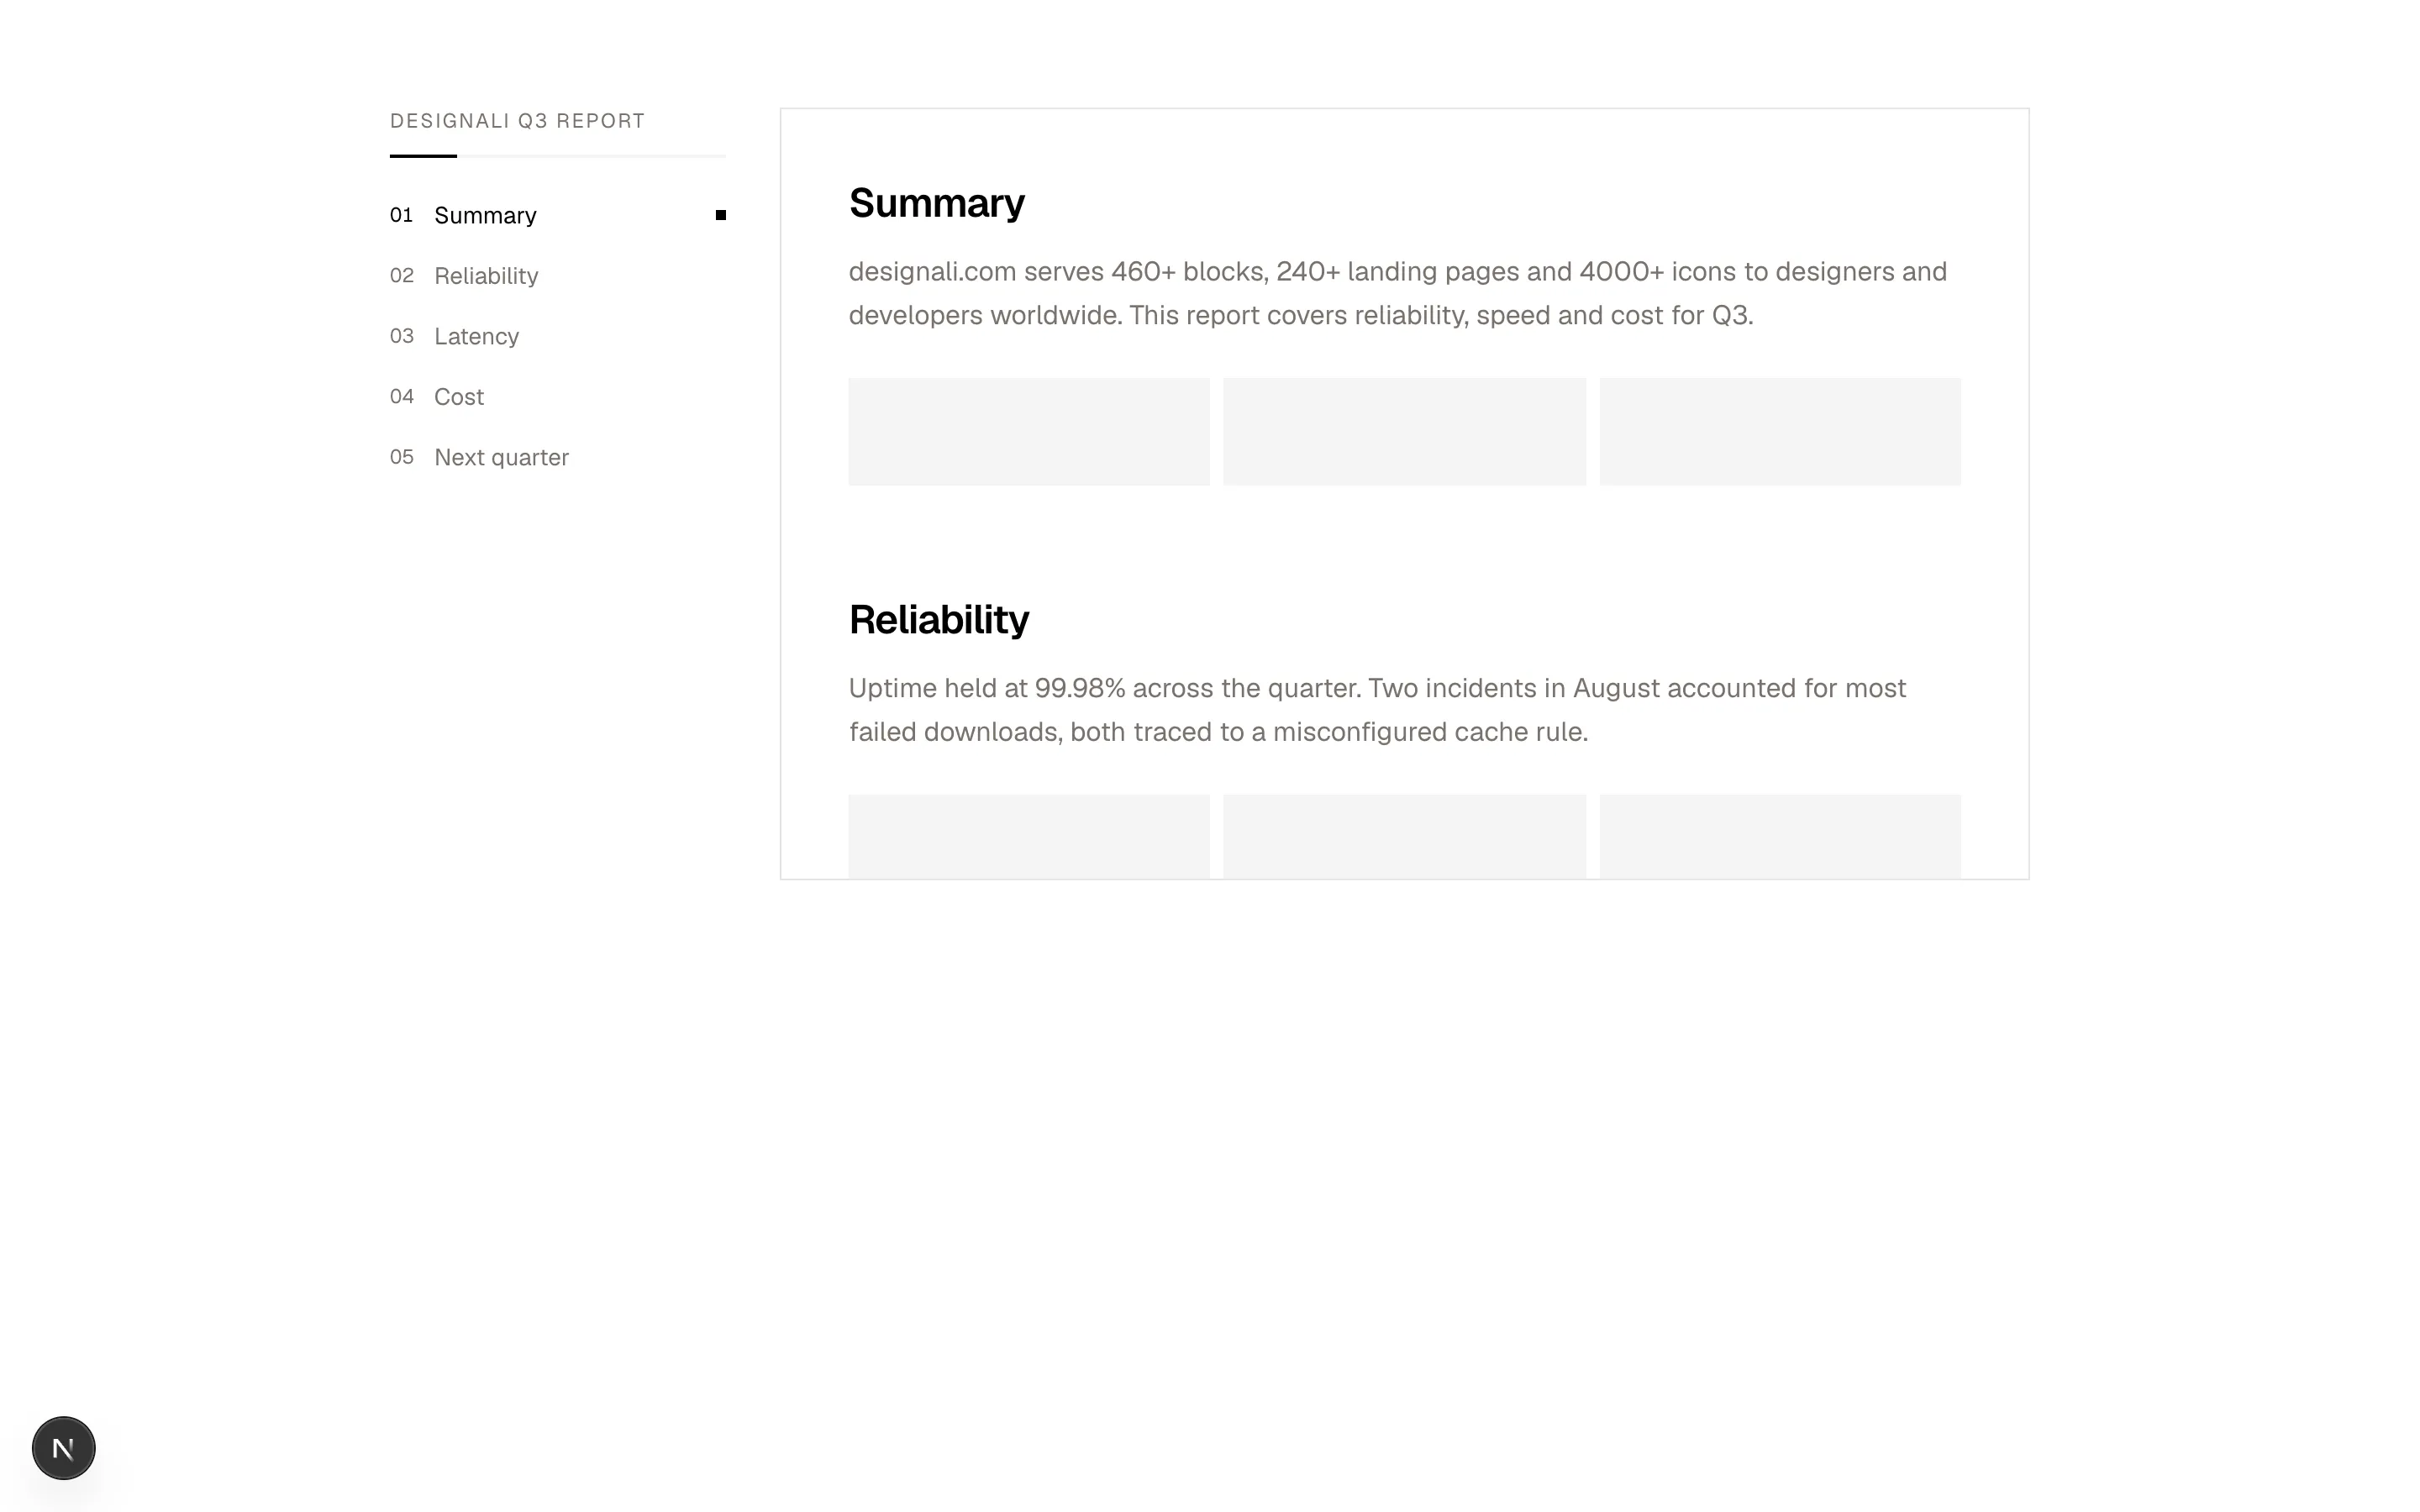 DESIGNALI Q3 REPORT
01 Summary
02 Reliability
03 Latency
04 Cost
05 Next quarter
Summary
designali.com serves 460+ blocks, 240+ landing pages and 4000+ icons to designers and
developers worldwide. This report covers reliability, speed and cost for Q3.
Reliability
Uptime held at 99.98% across the quarter. Two incidents in August accounted for most
failed downloads, both traced to a misconfigured cache rule.
N